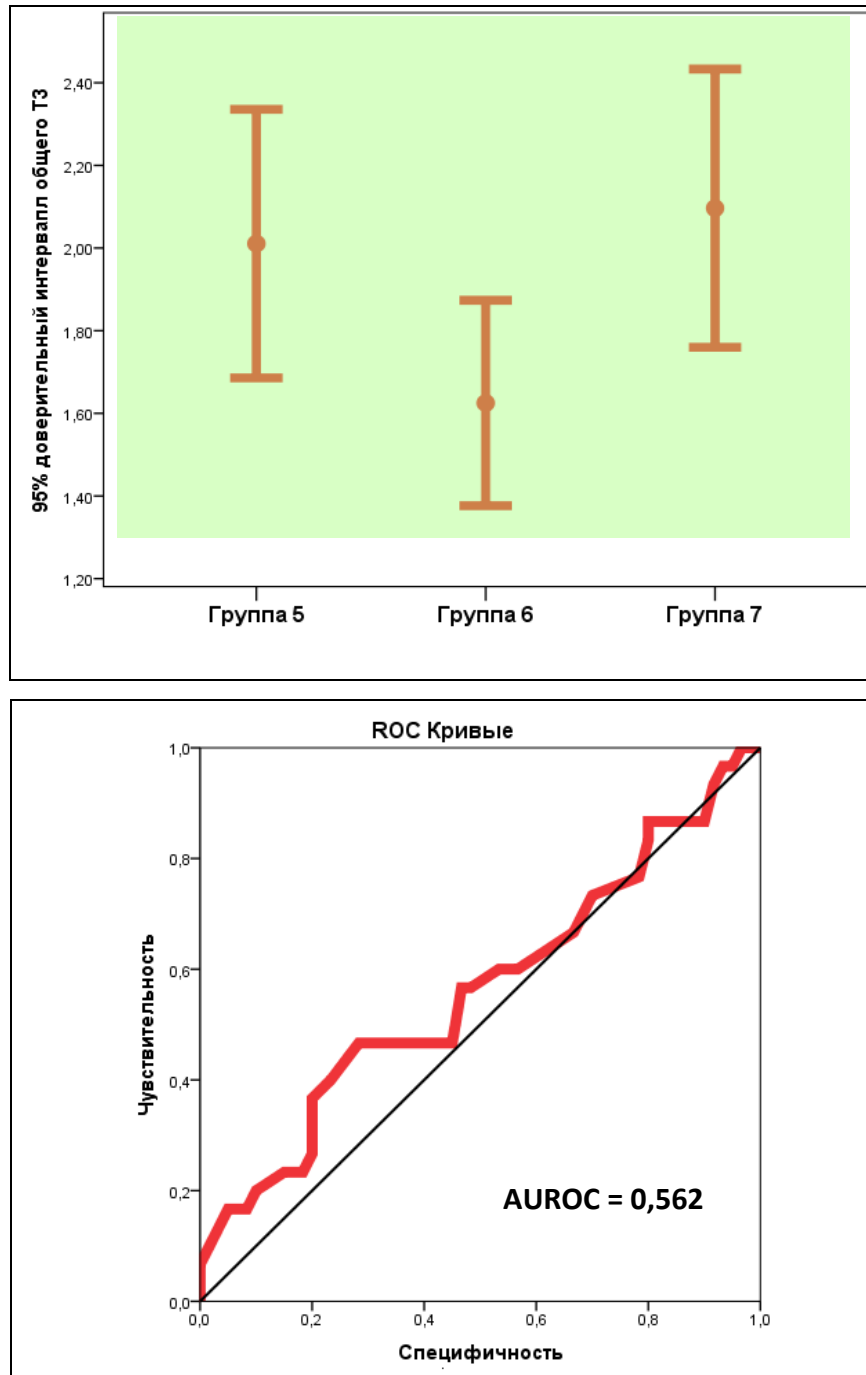 95% доверительный интервапл общего Т3
2,40
2,20
2,00
1,80
1,60
1,40
1,20
Группа 5 Группа 6 Группа 7
ROC Кривые
Чувствительность
1,0
0,8
0,6
0,4
0,2
0,0
AUROC = 0,562
0,0 0,2 0,4 0,6 0,8 1,0
Специфичность